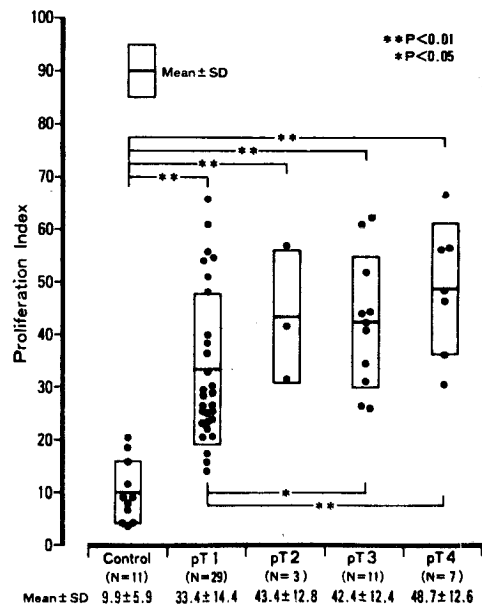 100
90
80
70
60
50
40
30
20
10
0
Proliferation Index
Mean±SD
**P<0.01
*P<0.05
**
**
**
**
*
**
Control pT1 pT2 pT3 pT4
(N=11) (N=29) (N=3) (N=11) (N=7)
Mean±SD 9.9±5.9 33.4±14.4 43.4±12.8 42.4±12.4 48.7±12.6